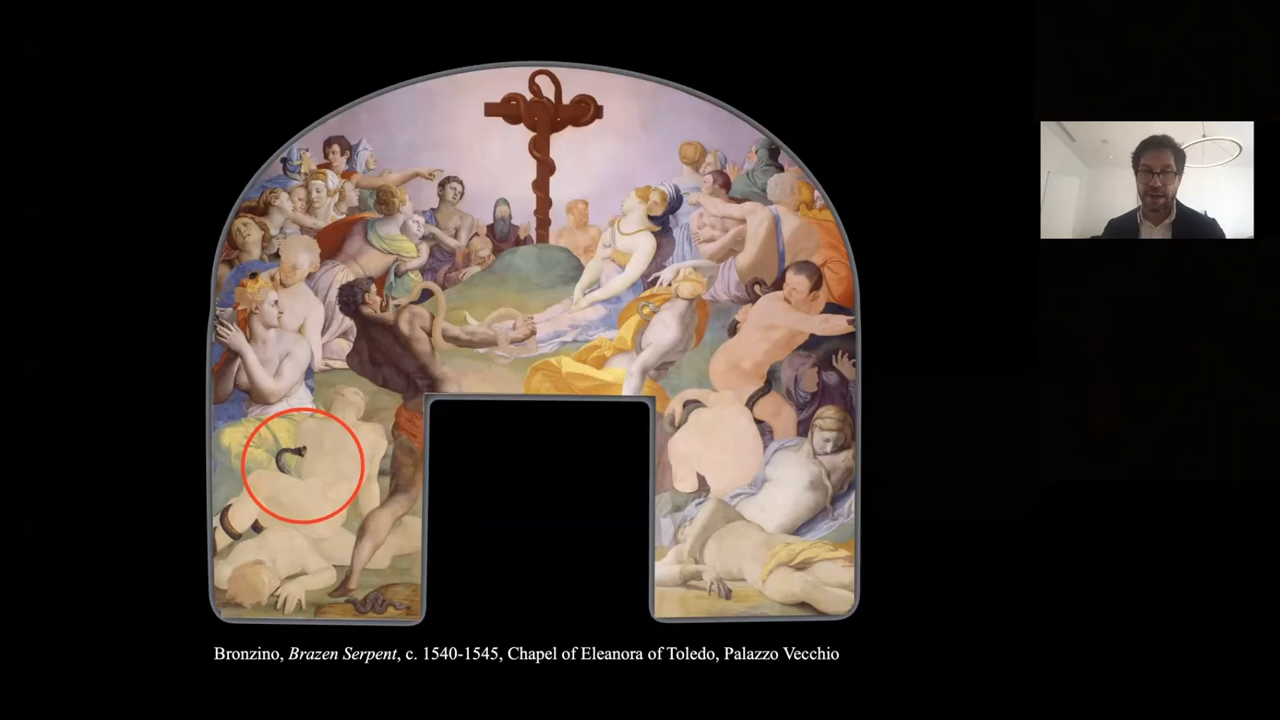 Bronzino, Brazen Serpent, c. 1540-1545, Chapel of Eleanora of Toledo, Palazzo Vecchio